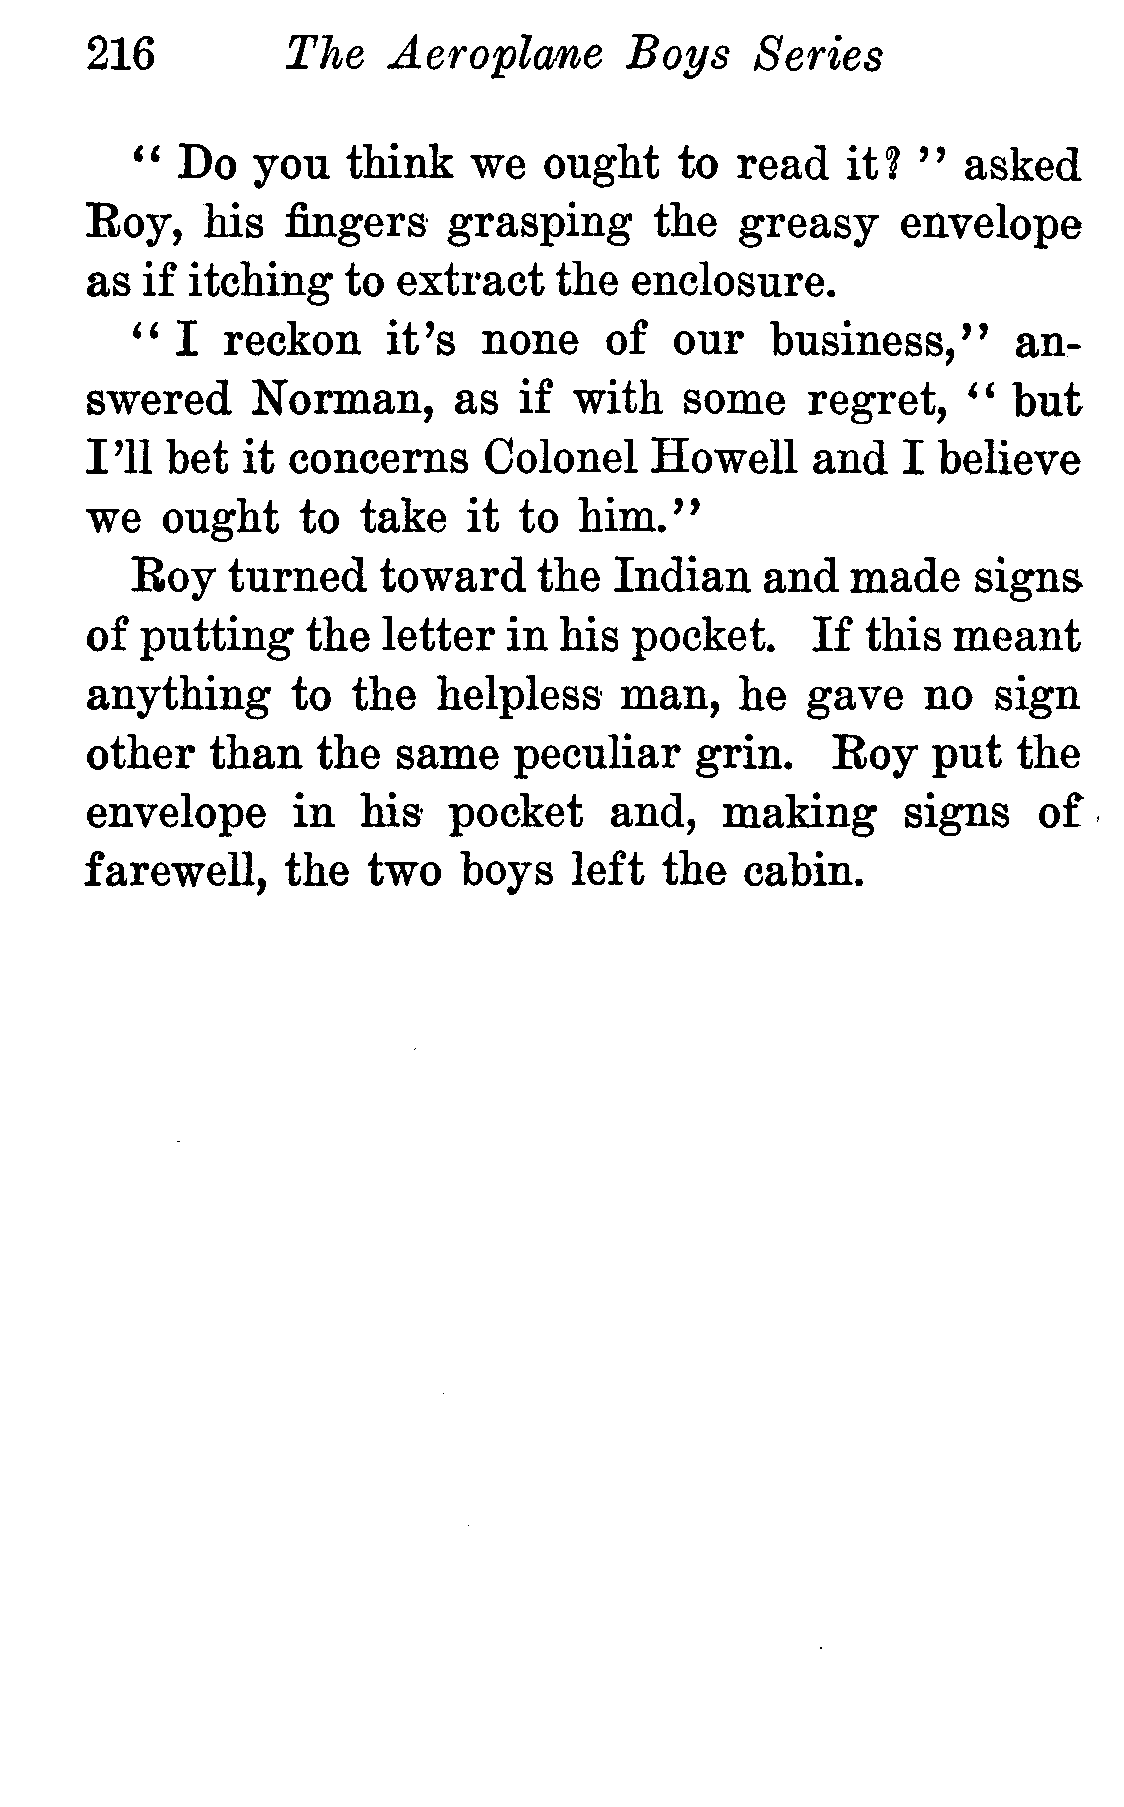 216 The Aeroplane Boys Series
“ Do you think we ought to read it? ” asked
Roy, his fingers grasping the greasy envelope
as if itching to extract the enclosure.
“ I reckon it’s none of our business,” an-
swered Norman, as if with some regret, “ but
I’ll bet it concerns Colonel Howell and I believe
we ought to take it to him.”
Roy turned toward the Indian and made signs
of putting the letter in his pocket. If this meant
anything to the helpless man, he gave no sign
other than the same peculiar grin. Roy put the
envelope in his pocket and, making signs of
farewell, the two boys left the cabin.